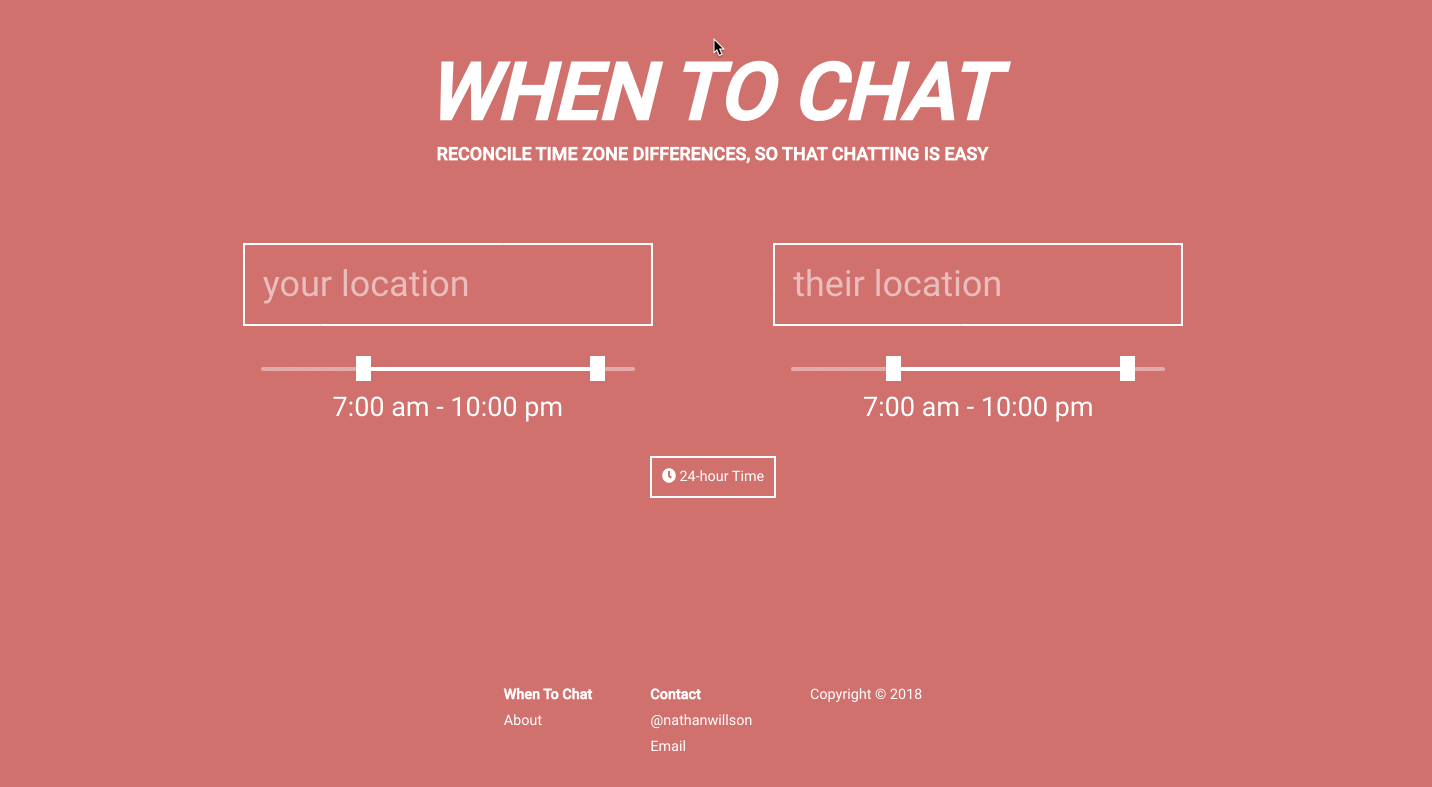 WHEN TO CHAT
RECONCILE TIME ZONE DIFFERENCES, SO THAT CHATTING IS EASY
your location
their location
7:00 am - 10:00 pm
7:00 am - 10:00 pm
24-hour Time
When To Chat
About
Contact
@nathanwillson
Email
Copyright © 2018